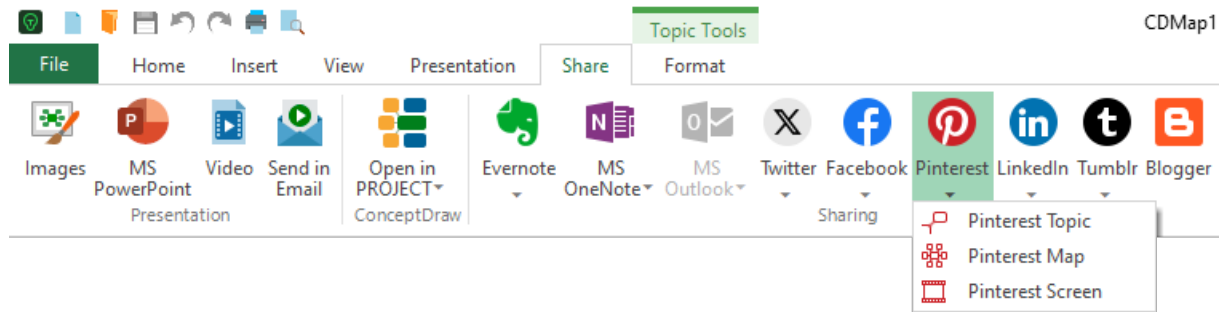 Topic Tools
CDMap1
File Home Insert View Presentation Share Format
Images MS PowerPoint Video Send in Email Open in PROJECT Evernote MS OneNote MS Outlook Twitter Facebook Pinterest LinkedIn Tumblr Blogger
Presentation ConceptDraw Sharing
Pinterest Topic
Pinterest Map
Pinterest Screen